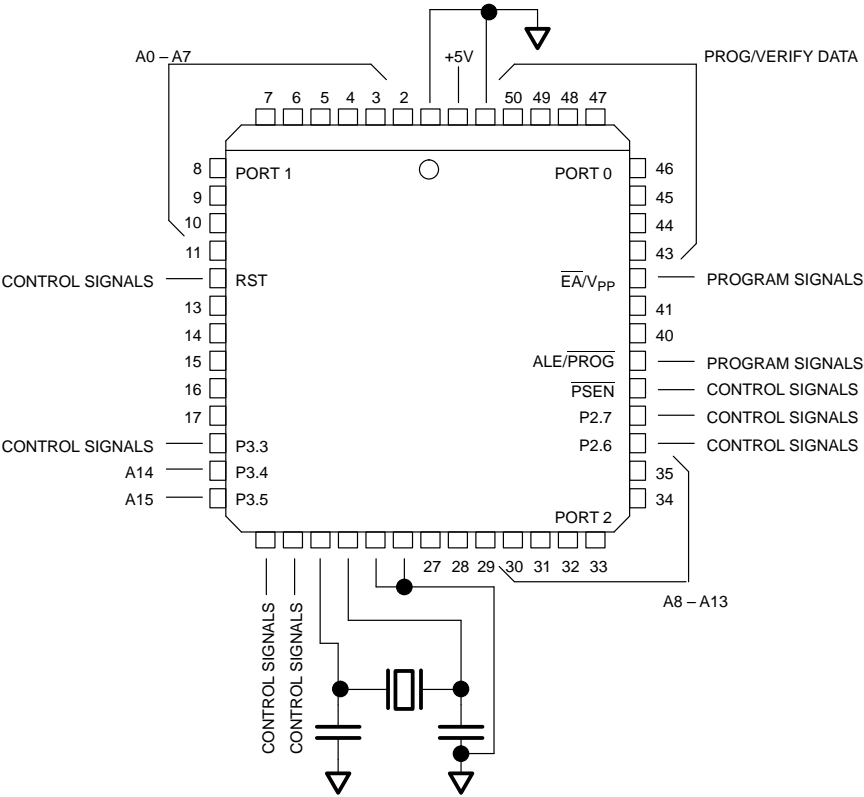 A0 – A7
+5V
PROG/VERIFY DATA
7 6 5 4 3 2 50 49 48 47
8 PORT 1 PORT 0 46
9 45
10 44
11 43
CONTROL SIGNALS RST EA/VPP PROGRAM SIGNALS
13 41
14 40
15 ALE/PROG PROGRAM SIGNALS
16 PSEN CONTROL SIGNALS
17 P2.7 CONTROL SIGNALS
CONTROL SIGNALS P3.3 P2.6 CONTROL SIGNALS
A14 P3.4 35
A15 P3.5 34
PORT 2
27 28 29 30 31 32 33
A8 – A13
CONTROL SIGNALS
CONTROL SIGNALS